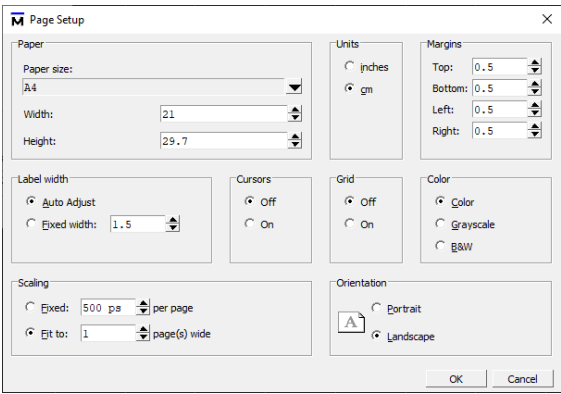 M Page Setup
Paper
Paper size:
A4
Width: 21
Height: 29.7
Units
inches
cm
Margins
Top: 0.5
Bottom: 0.5
Left: 0.5
Right: 0.5
Label width
Auto Adjust
Fixed width: 1.5
Cursors
Off
On
Grid
Off
On
Color
Color
Grayscale
B&W
Scaling
Fixed: 500 ps per page
Fit to: 1 page(s) wide
Orientation
A
Portrait
Landscape
OK Cancel